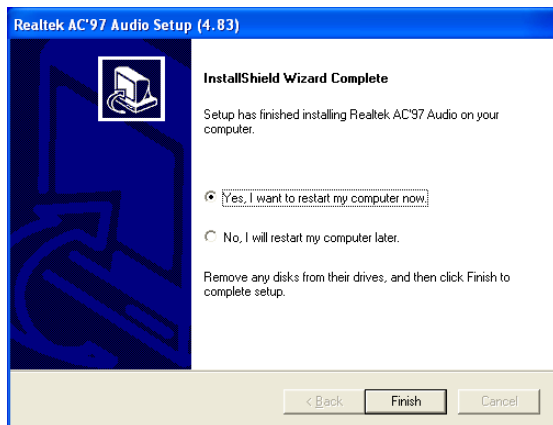 Realtek AC'97 Audio Setup (4.83)
InstallShield Wizard Complete
Setup has finished installing Realtek AC'97 Audio on your
computer.
Yes, I want to restart my computer now.
No, I will restart my computer later.
Remove any disks from their drives, and then click Finish to
complete setup.
< Back
Finish
Cancel